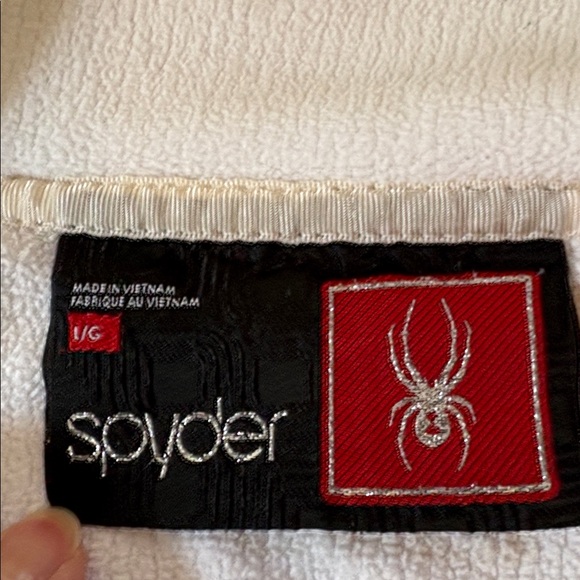 MADE IN VIETNAM
FABRIQUE AU VIETNAM
L/G
spyder